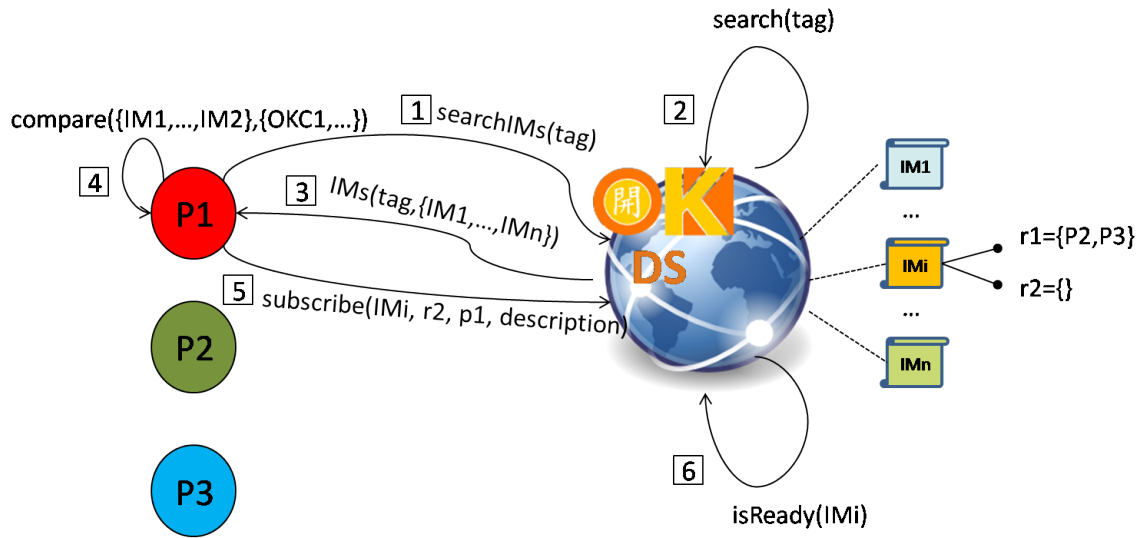 search(tag)
compare({IM1,...,IM2},{OKC1,...})
1
searchIMs(tag)
2
4
P1
3
IMs(tag,{IM1,...,IMn})
開
K
DS
IM1
...
r1={P2,P3}
IMi
r2={}
...
5
subscribe(IMi, r2, p1, description)
P2
IMn
6
P3
isReady(IMi)